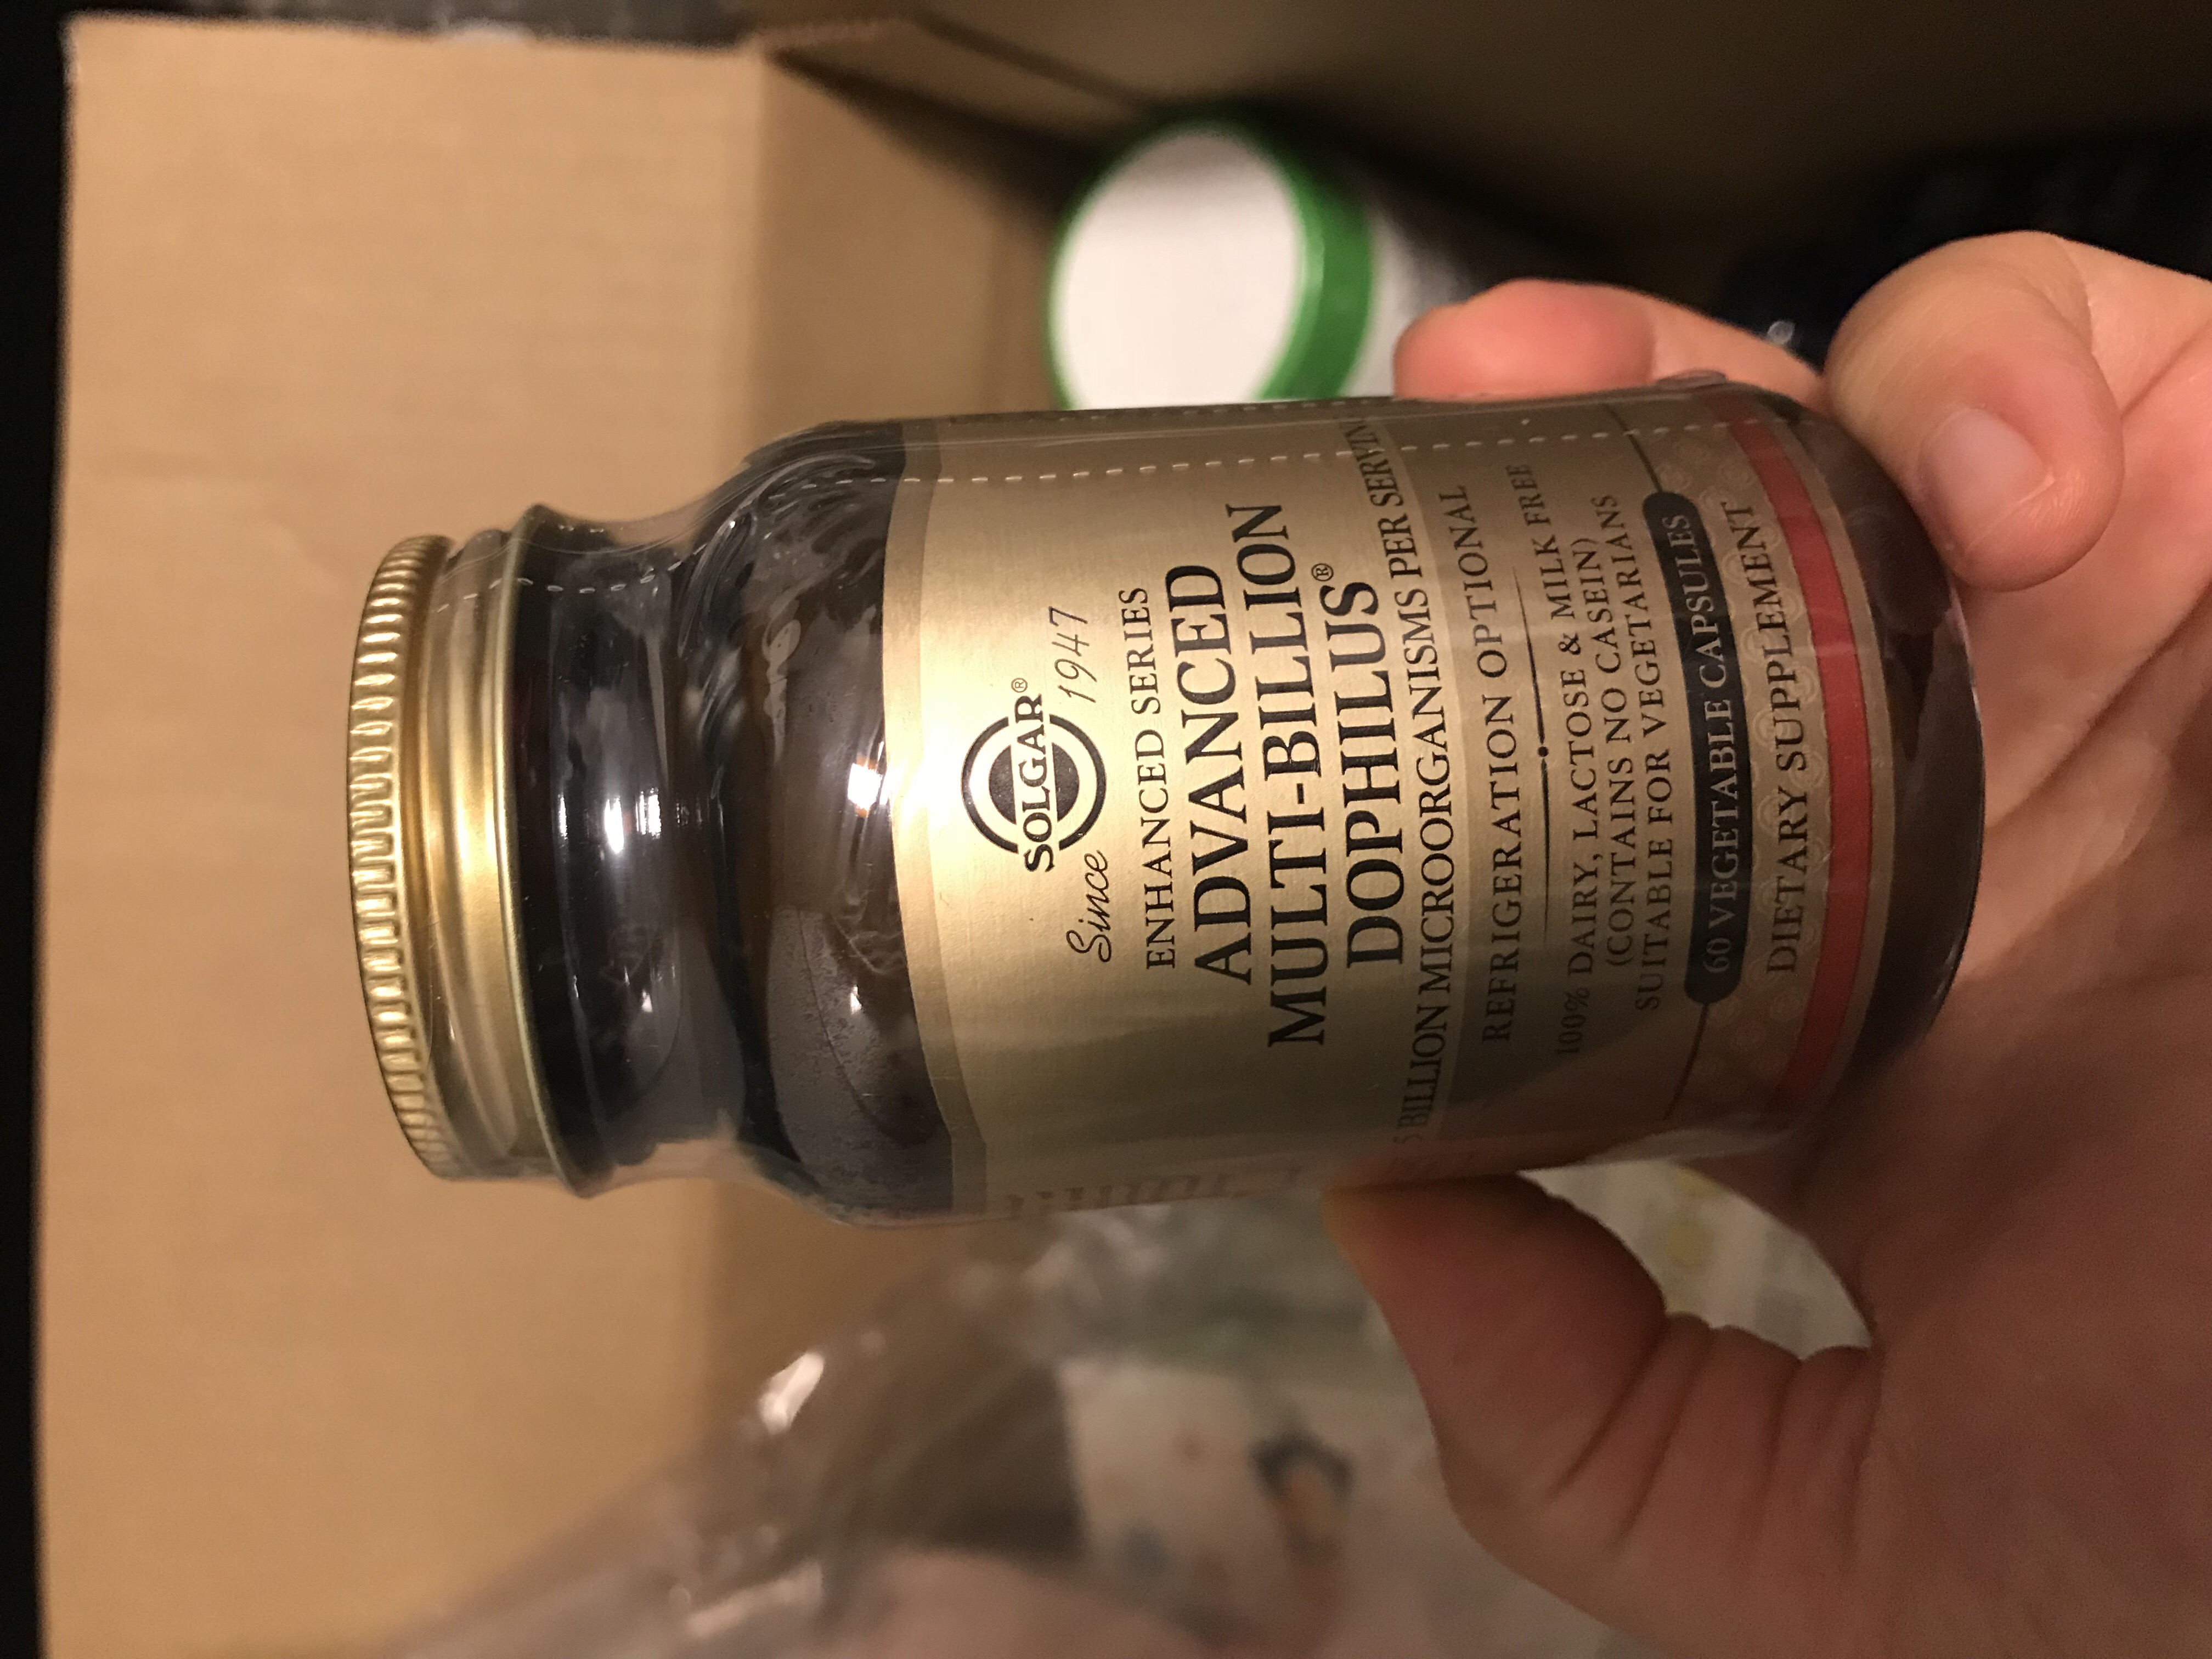 SOLGAR®
Since 1947
ENHANCED SERIES
ADVANCED
MULTI-BILLION
DOPHILUS®
5 BILLION MICROORGANISMS PER
REFRIGERATION OPTIONAL
100% DAIRY, LACTOSE & MILK FREE
(CONTAINS NO CASEIN)
SUITABLE FOR VEGETARIANS
60 VEGETABLE CAPSULES
DIETARY SUPPLEMENT